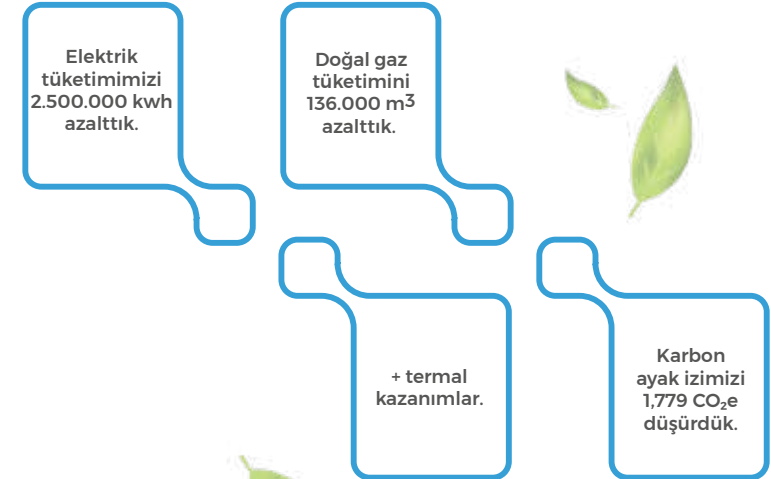 Elektrik
tüketimimizi
2.500.000 kwh
azalttık.
Doğal gaz
tüketimini
136.000 m3
azalttık.
+ termal
kazanımlar.
Karbon
ayak izimizi
1,779 CO₂e
düşürdük.